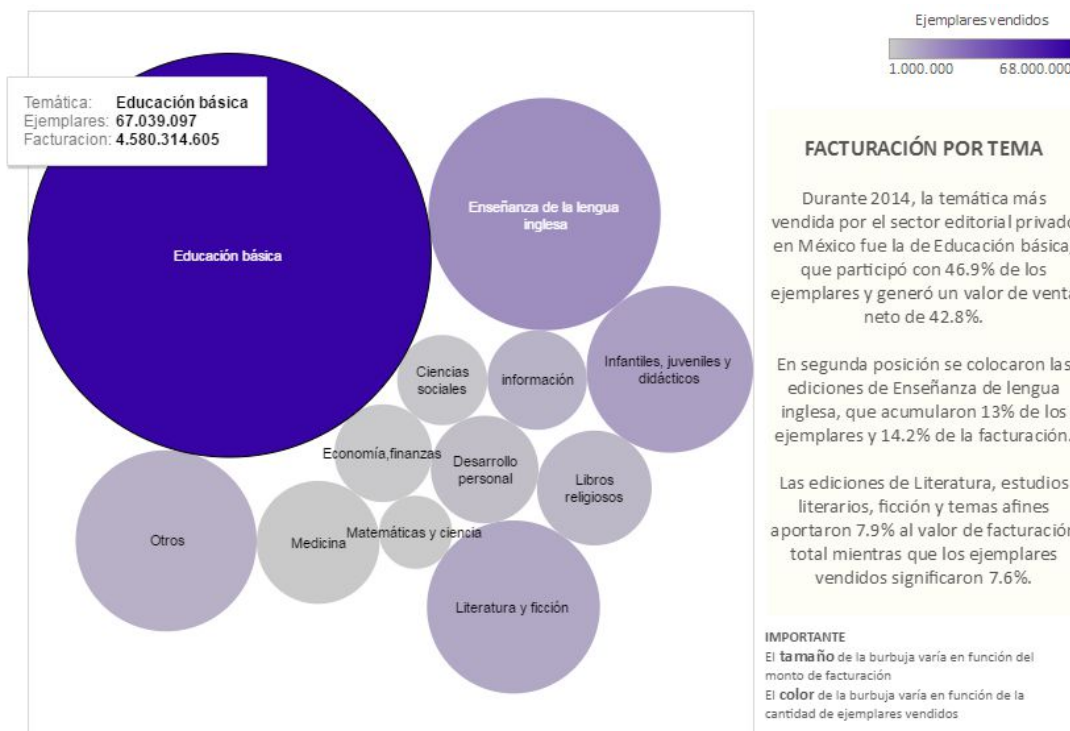 Ejemplares vendidos
1.000.000 68.000.000
Temática: Educación básica
Ejemplares: 67.039.097
Facturacion: 4.580.314.605
Educación básica
Enseñanza de la lengua
inglesa
Ciencias
sociales
información
Infantiles, juveniles y
didácticos
Economía,finanzas
Desarrollo
personal
Libros
religiosos
Otros
Medicina
Matemáticas y ciencia
Literatura y ficción
FACTURACIÓN POR TEMA
Durante 2014, la temática más
vendida por el sector editorial privado
en México fue la de Educación básica,
que participó con 46.9% de los
ejemplares y generó un valor de venta
neto de 42.8%.
En segunda posición se colocaron las
ediciones de Enseñanza de lengua
inglesa, que acumularon 13% de los
ejemplares y 14.2% de la facturación.
Las ediciones de Literatura, estudios
literarios, ficción y temas afines
aportaron 7.9% al valor de facturación
total mientras que los ejemplares
vendidos significaron 7.6%.
IMPORTANTE
El tamaño de la burbuja varía en función del
monto de facturación
El color de la burbuja varía en función de la
cantidad de ejemplares vendidos